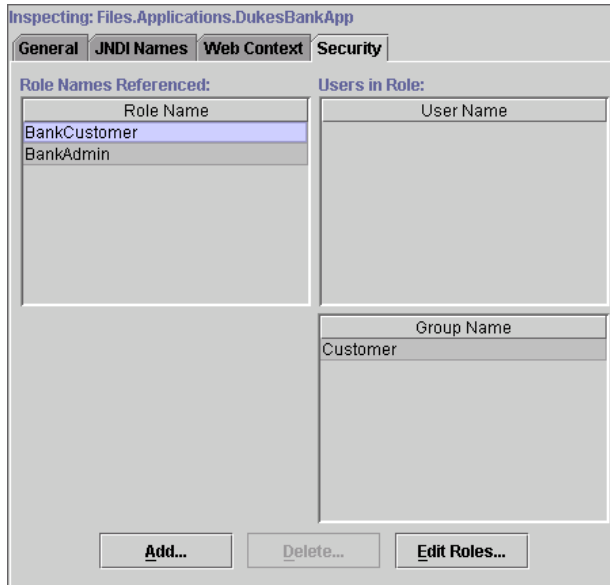 Inspecting: Files.Applications.DukesBankApp
General JNDI Names Web Context Security
Role Names Referenced: Users in Role:
Role Name User Name
BankCustomer
BankAdmin
Group Name
Customer
Add... Delete... Edit Roles...